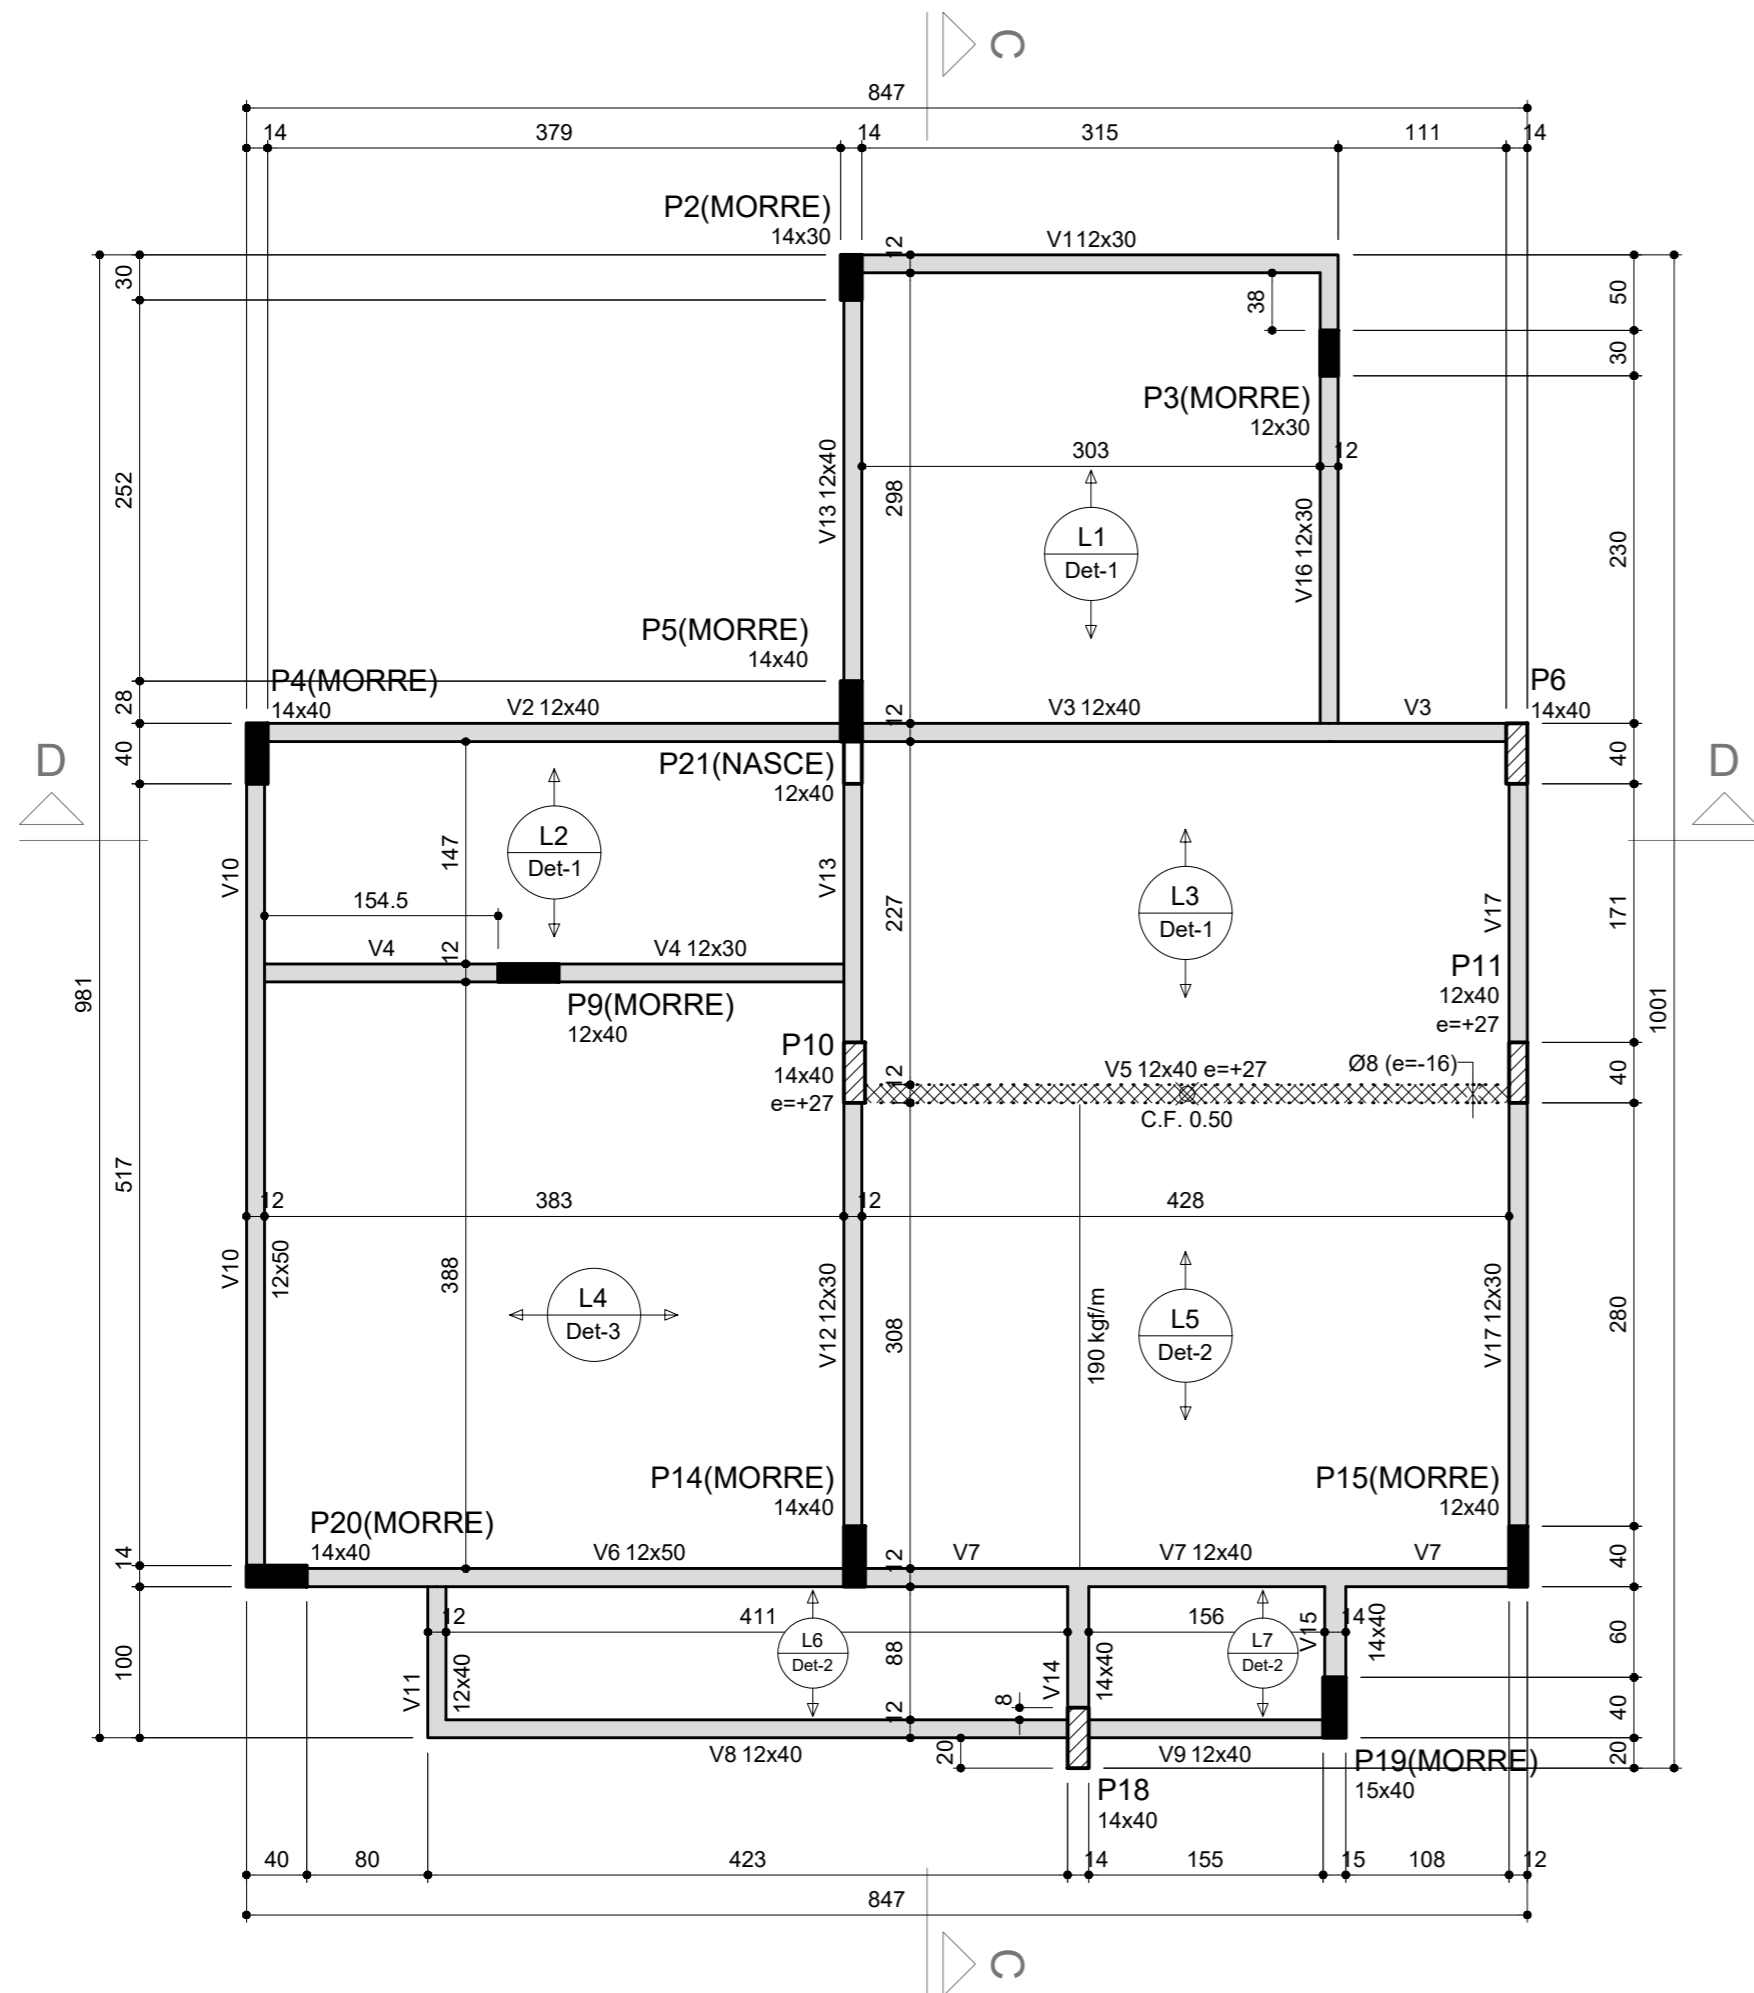 C
847
14
379
14
315
111
14
P2(MORRE)
14x30
12
V112x30
30
50
38
30
P3(MORRE)
12x30
303
12
252
V13 12x40
298
V16 12x30
L1
Det-1
230
P5(MORRE)
14x40
P4(MORRE)
14x40
28
V2 12x40
12
V3 12x40
V3
P6
14x40
D
40
P21(NASCE)
12x40
40
D
V10
147
L2
Det-1
V13
227
L3
Det-1
V17
171
154.5
V4
12
V4 12x30
P9(MORRE)
12x40
P11
12x40
e=+27
981
1001
P10
14x40
e=+27
12
V5 12x40 e=+27
Ø8 (e=-16)
C.F. 0.50
40
517
12
383
12
428
V10
12x50
388
L4
Det-3
V12 12x30
308
190 kgf/m
L5
Det-2
V17 12x30
280
P14(MORRE)
14x40
P15(MORRE)
12x40
P20(MORRE)
14x40
14
V6 12x50
12
V7
V7 12x40
V7
40
100
12
411
L6
Det-2
88
156
L7
Det-2
V15
14
14x40
60
V11
12x40
8
V14
14x40
12
40
V8 12x40
20
V9 12x40
P19(MORRE)
15x40
20
P18
14x40
40
80
423
14
155
15
108
12
847
C